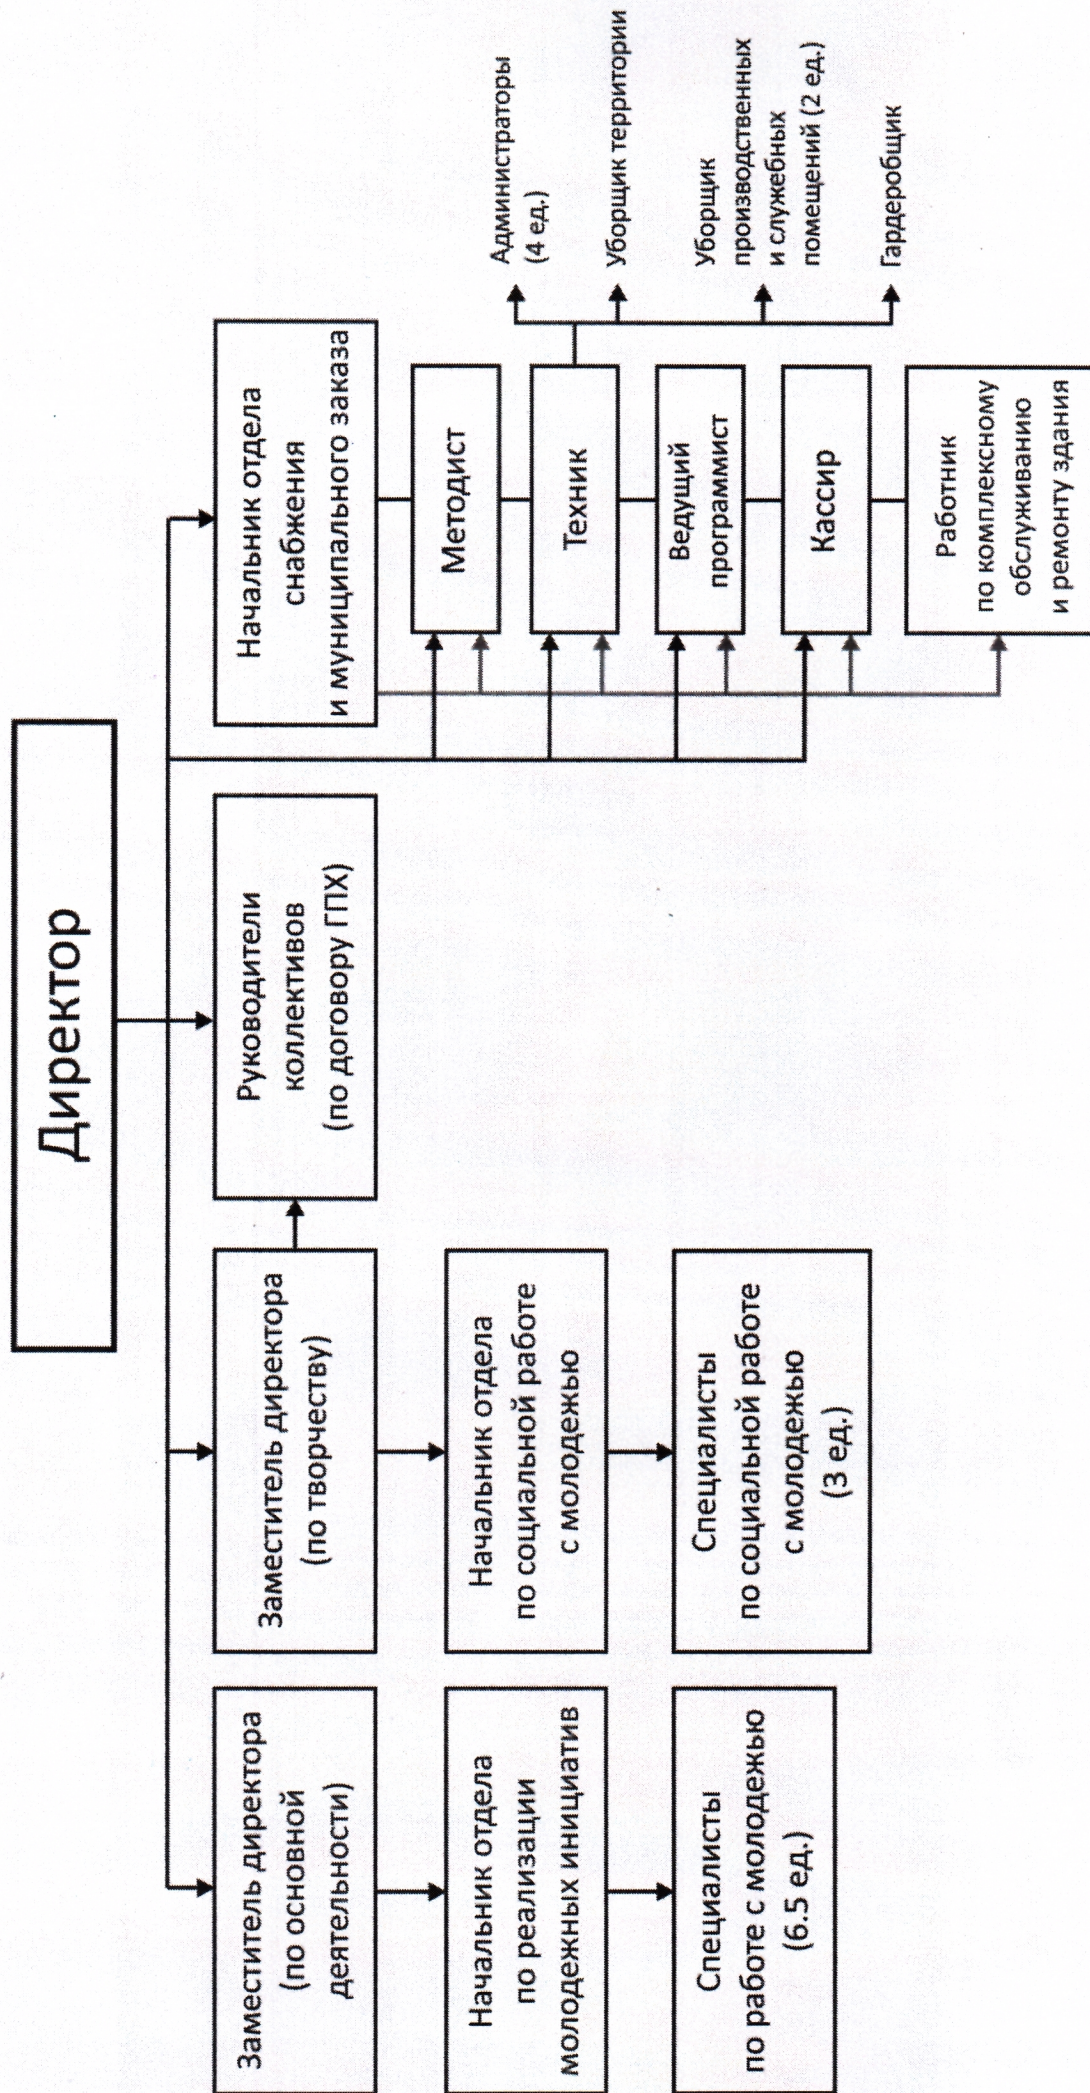 Директор
Заместитель директора
(по основной
деятельности)
Заместитель директора
(по творчеству)
Руководители
коллективов
(по договору ГПХ)
Начальник отдела
снабжения
и муниципального заказа
Начальник отдела
по реализации
молодежных инициатив
Начальник отдела
по социальной работе
с молодежью
Специалисты
по работе с молодежью
(6.5 ед.)
Специалисты
по социальной работе
с молодежью
(3 ед.)
Методист
Техник
Ведущий
программист
Кассир
Работник
по комплексному
обслуживанию
и ремонту здания
Администраторы
(4 ед.)
Уборщик территории
Уборщик
производственных
и служебных
помещений (2 ед.)
Гардеробщик